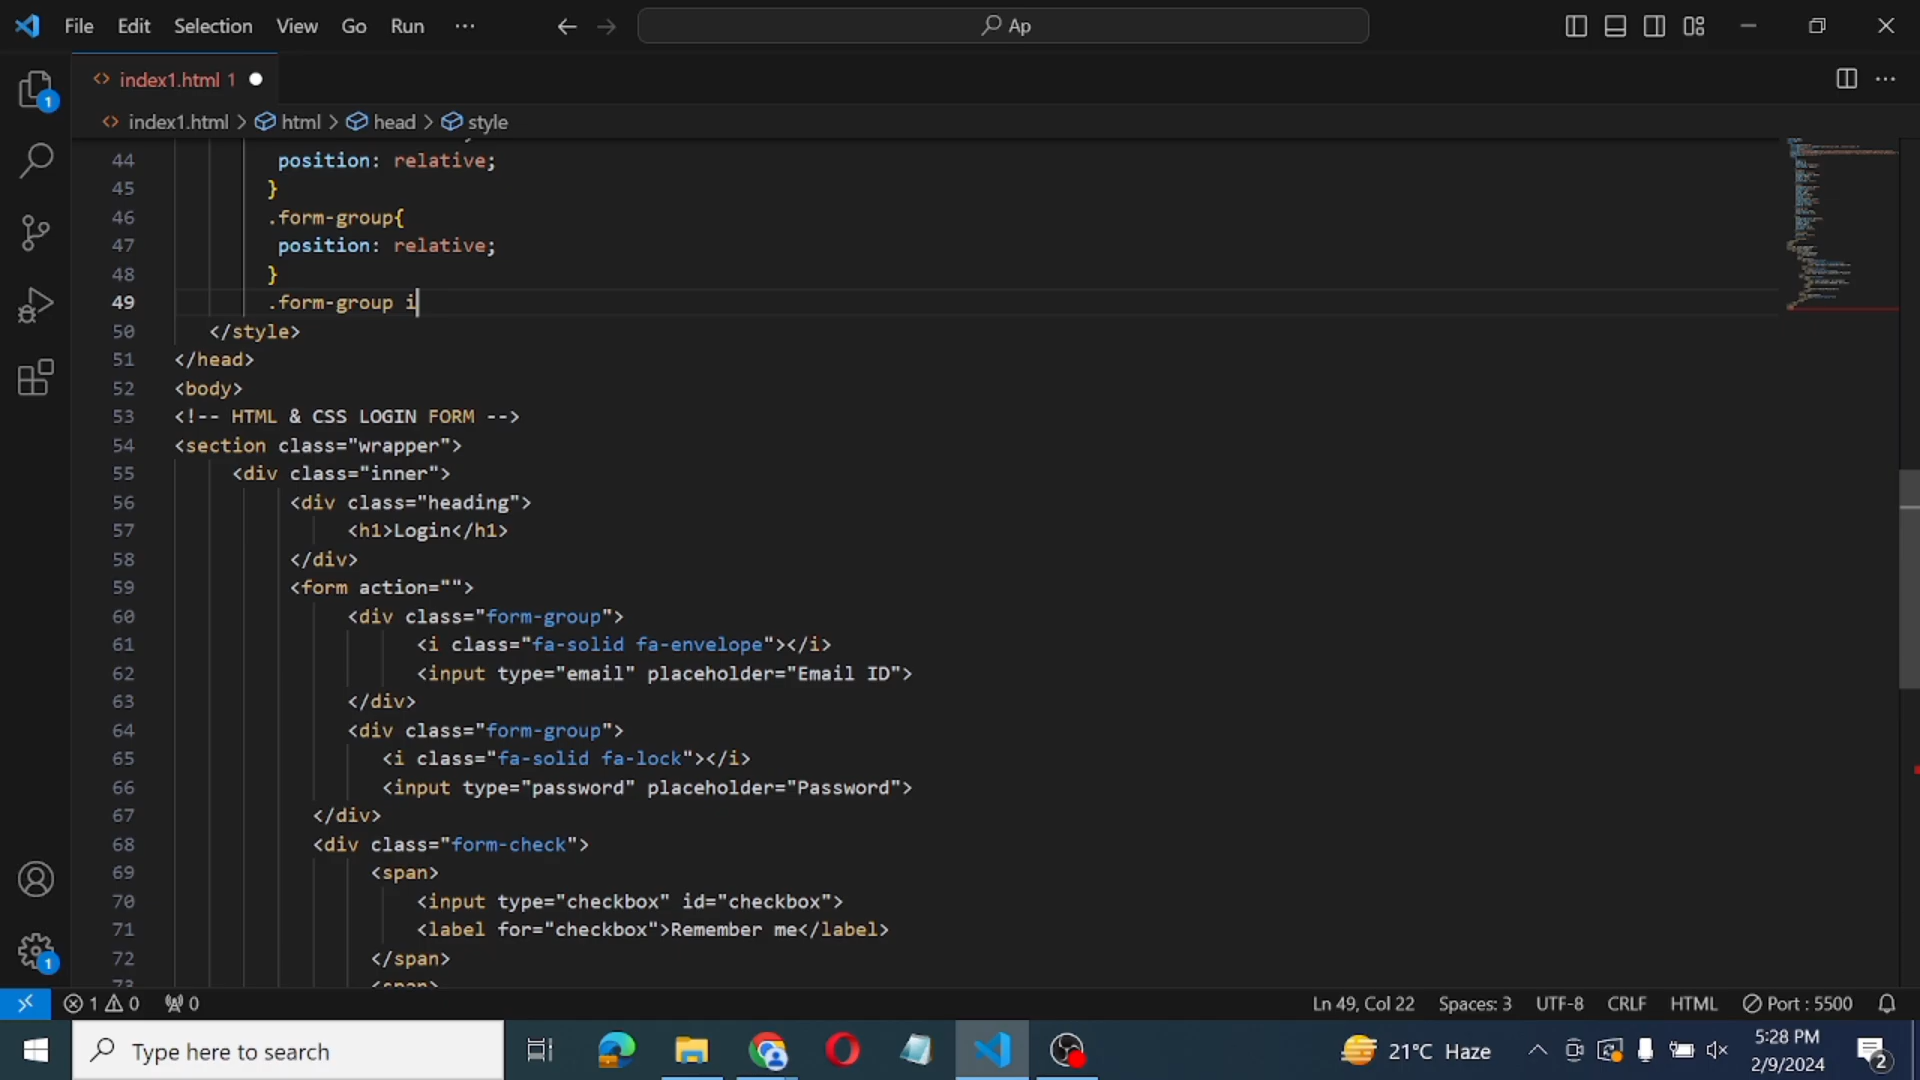 File Edit Selection View Go Run ··· Ap
index1.html 1
index1.html > html > head > style
44 position: relative;
45 }
46 .form-group{
47 position: relative;
48 }
49 .form-group i
50 </style>
51 </head>
52 <body>
53 <!-- HTML & CSS LOGIN FORM -->
54 <section class="wrapper">
55 <div class="inner">
56 <div class="heading">
57 <h1>Login</h1>
58 </div>
59 <form action="">
60 <div class="form-group">
61 <i class="fa-solid fa-envelope"></i>
62 <input type="email" placeholder="Email ID">
63 </div>
64 <div class="form-group">
65 <i class="fa-solid fa-lock"></i>
66 <input type="password" placeholder="Password">
67 </div>
68 <div class="form-check">
69 <span>
70 <input type="checkbox" id="checkbox">
71 <label for="checkbox">Remember me</label>
72 </span>
73 <span>
1
1
1 0 0 Ln 49, Col 22 Spaces: 3 UTF-8 CRLF HTML Port : 5500
Type here to search 21°C Haze 5:28 PM
2/9/2024
2